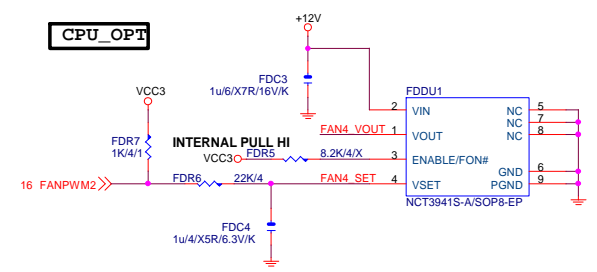 CPU_OPT
+12V
FDC3
1u/6/X7R/16V/K
VCC3
FDDU1
2 VIN NC 5
NC 7
FAN4_VOUT 1 VOUT NC 8
FDR7
1K/4/1
INTERNAL PULL HI
VCC3 FDR5 8.2K/4/X 3 ENABLE/FON#
GND 6
16 FANPWM2 FDR6 22K/4 FAN4_SET 4 VSET PGND 9
NCT3941S-A/SOP8-EP
FDC4
1u/4/X5R/6.3V/K